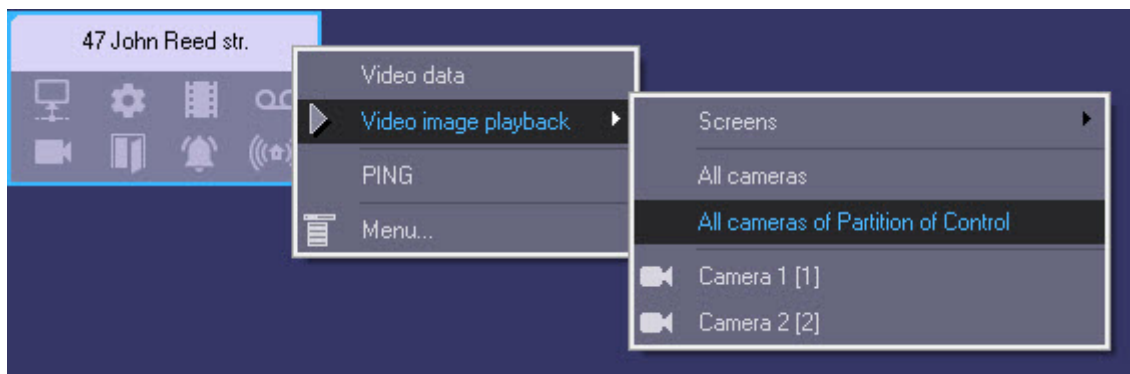 47 John Reed str.
Video data
Video image playback
PING
Menu...
Screens
All cameras
All cameras of Partition of Control
Camera 1 [1]
Camera 2 [2]